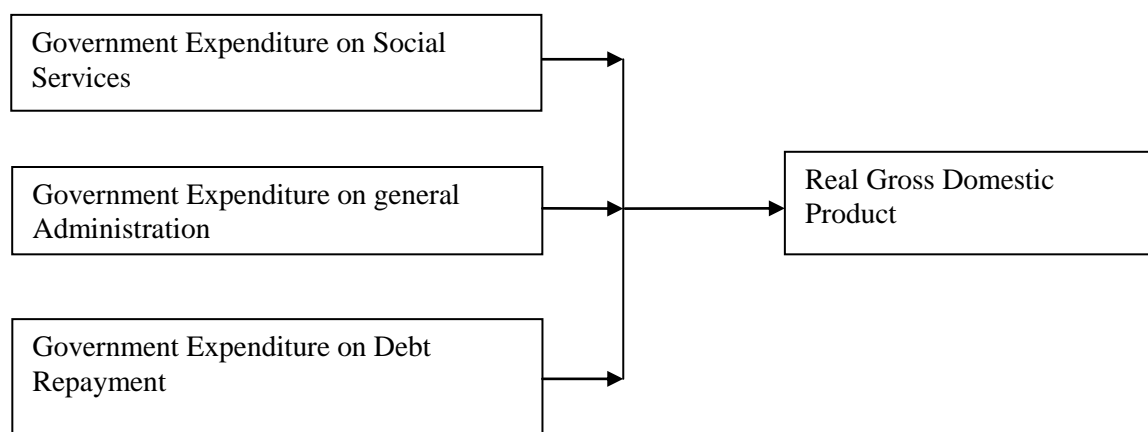 Government Expenditure on Social
Services
Government Expenditure on general
Administration
Government Expenditure on Debt
Repayment
Real Gross Domestic
Product